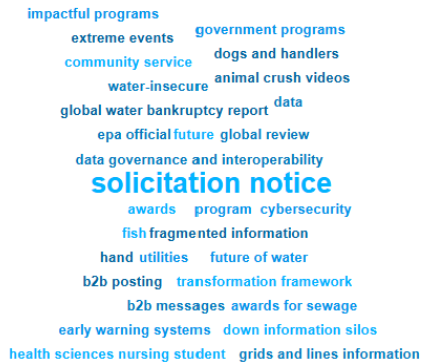 impactful programs
government programs
extreme events
dogs and handlers
community service
animal crush videos
water-insecure
data
global water bankruptcy report
epa official future global review
data governance and interoperability
solicitation notice
awards program cybersecurity
fish fragmented information
hand utilities future of water
b2b posting transformation framework
b2b messages awards for sewage
early warning systems down information silos
health sciences nursing student grids and lines information